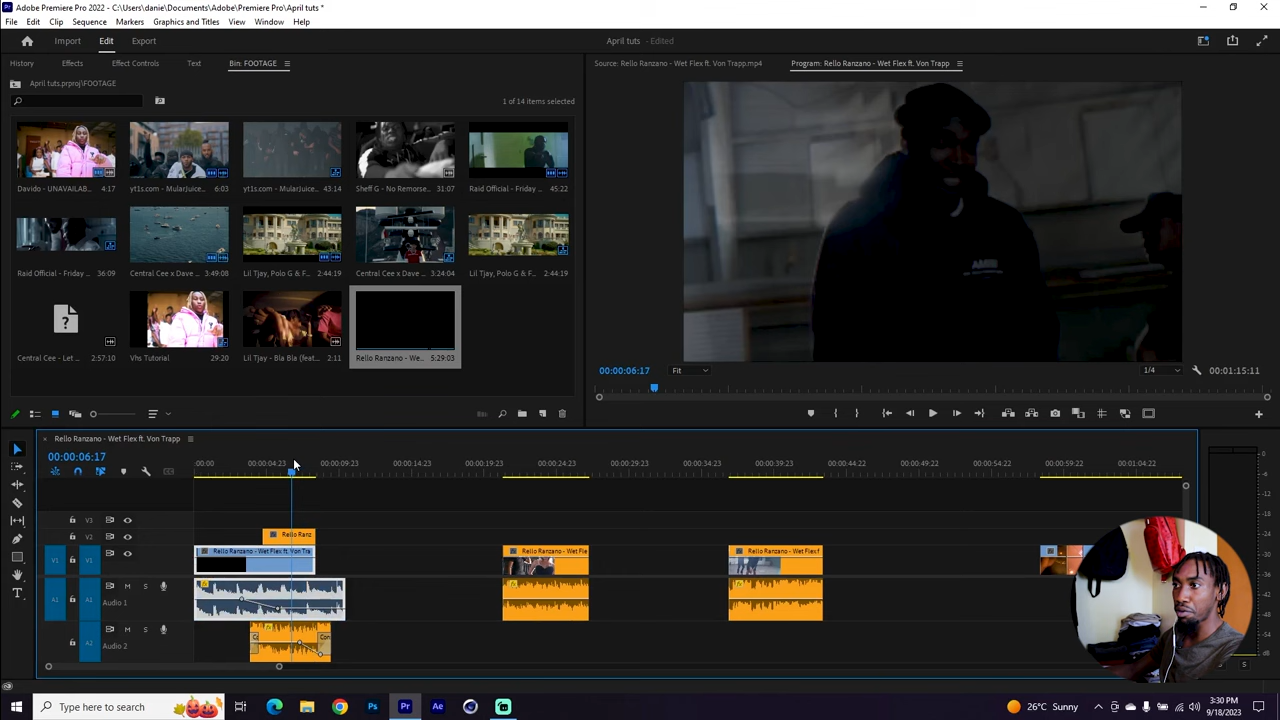 Adobe Premiere Pro 2022 - C:\Users\danie\Documents\Adobe\Premiere Pro\April tuts *
File Edit Clip Sequence Markers Graphics and Titles View Window Help
Import Edit Export
April tuts - Edited
History Effects Effect Controls Text Bin: FOOTAGE
April tuts.prproj\FOOTAGE
1 of 14 items selected
Davido - UNAVAILAB... 4:17
yt1s.com - MularJuice... 6:03
yt1s.com - MularJuic... 43:14
Sheff G - No Remorse... 31:07
Raid Official - Friday ... 45:22
Raid Official - Friday ... 36:09
Central Cee x Dave ... 3:49:08
Lil Tjay, Polo G & F... 2:44:19
Central Cee x Dave ... 3:24:04
Lil Tjay, Polo G & F... 2:44:19
Central Cee - Let ... 2:57:10
Vhs Tutorial 29:20
Lil Tjay - Bla Bla (feat... 2:11
Rello Ranzano - We... 5:29:03
Source: Rello Ranzano - Wet Flex ft. Von Trapp.mp4
Program: Rello Ranzano - Wet Flex ft. Von Trapp
00:00:06:17 Fit 1/4 00:01:15:11
Rello Ranzano - Wet Flex ft. Von Trapp
00:00:06:17
:00:00 00:00:04:23 00:00:09:23 00:00:14:23 00:00:19:23 00:00:24:23 00:00:29:23 00:00:34:23 00:00:39:23 00:00:44:22 00:00:49:22 00:00:54:22 00:00:59:22 00:01:04:22
V3
V2 Rello Ranz
V1 V1 Rello Ranzano - Wet Flex ft. Von Tra
Rello Ranzano - Wet Fle
Rello Ranzano - Wet Flex f
Rello Ranzano - Wet
A1 A1 M S
Audio 1
A2 M S
Audio 2
-48
-54
dB
S
Type here to search
Ps Pr Ae
26°C Sunny
3:30 PM
9/18/2023